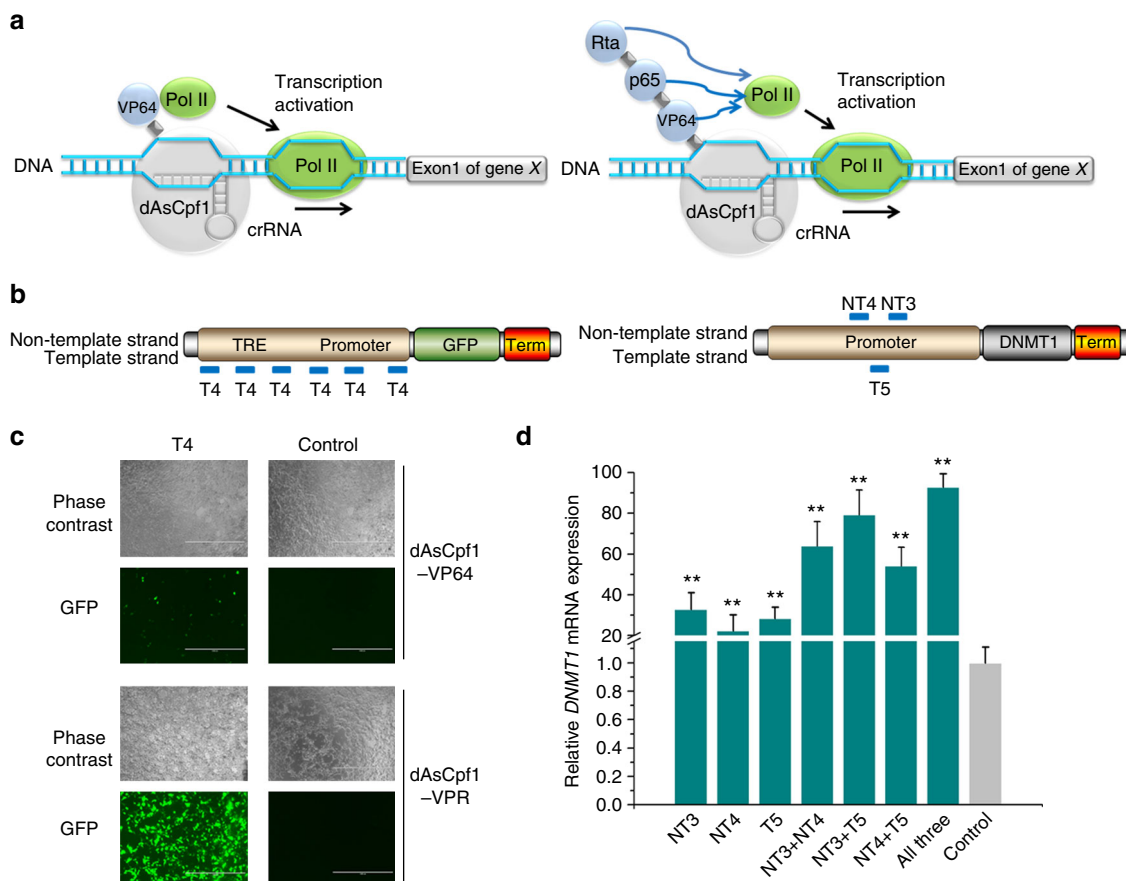 a
VP64
Pol II
Transcription
activation
DNA
Pol II
Exon1 of gene X
dAsCpf1
crRNA
Rta
p65
VP64
Pol II
Transcription
activation
DNA
Pol II
Exon1 of gene X
dAsCpf1
crRNA
b
Non-template strand
Template strand
TRE
Promoter
GFP
Term
T4
T4
T4
T4
T4
T4
NT4
NT3
Non-template strand
Template strand
Promoter
DNMT1
Term
T5
c
T4
Control
Phase
contrast
GFP
dAsCpf1
–VP64
Phase
contrast
GFP
dAsCpf1
–VPR
d
Relative DNMT1 mRNA expression
100
80
60
40
20
1.0
0.8
0.6
0.4
0.2
0.0
**
**
**
**
**
**
**
NT3
NT4
T5
NT3+NT4
NT3+T5
NT4+T5
All three
Control